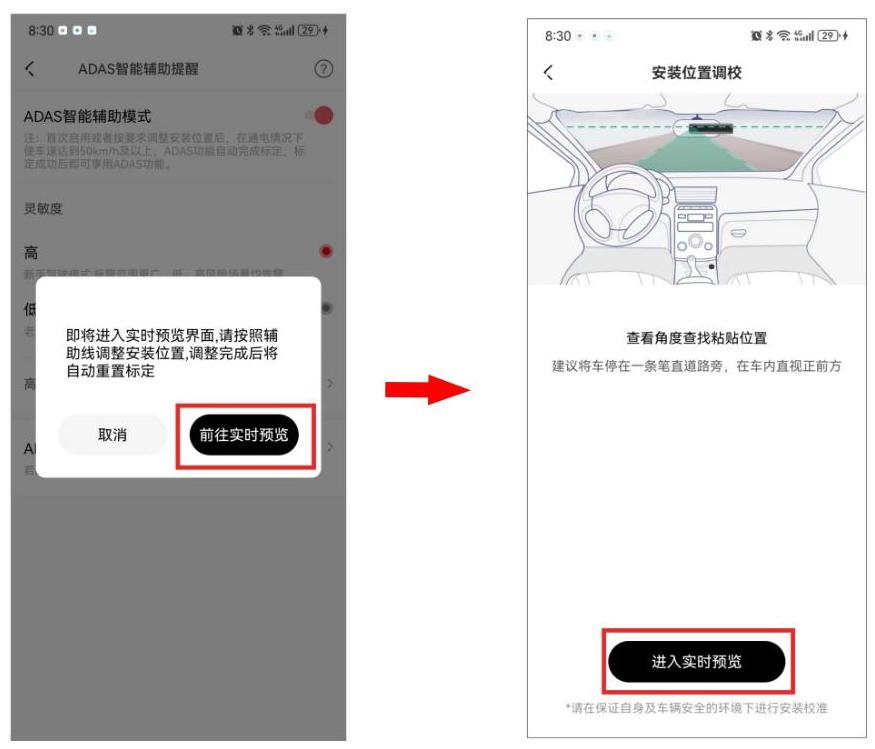 8:30
4G 29
ADAS智能辅助提醒
ADAS智能辅助模式
注：首次启用或者按要求调整安装位置后，在通电情况下
使车速达到50km/h及以上，ADAS功能自动完成标定，标
定成功后即可享用ADAS功能。
灵敏度
高
低
老
高
即将进入实时预览界面,请按照辅
助线调整安装位置,调整完成后将
自动重置标定
取消
前往实时预览
A
若
8:30
4G 29
安装位置调校
查看角度查找粘贴位置
建议将车停在一条笔直道路旁，在车内直视正前方
进入实时预览
*请在保证自身及车辆安全的环境下进行安装校准